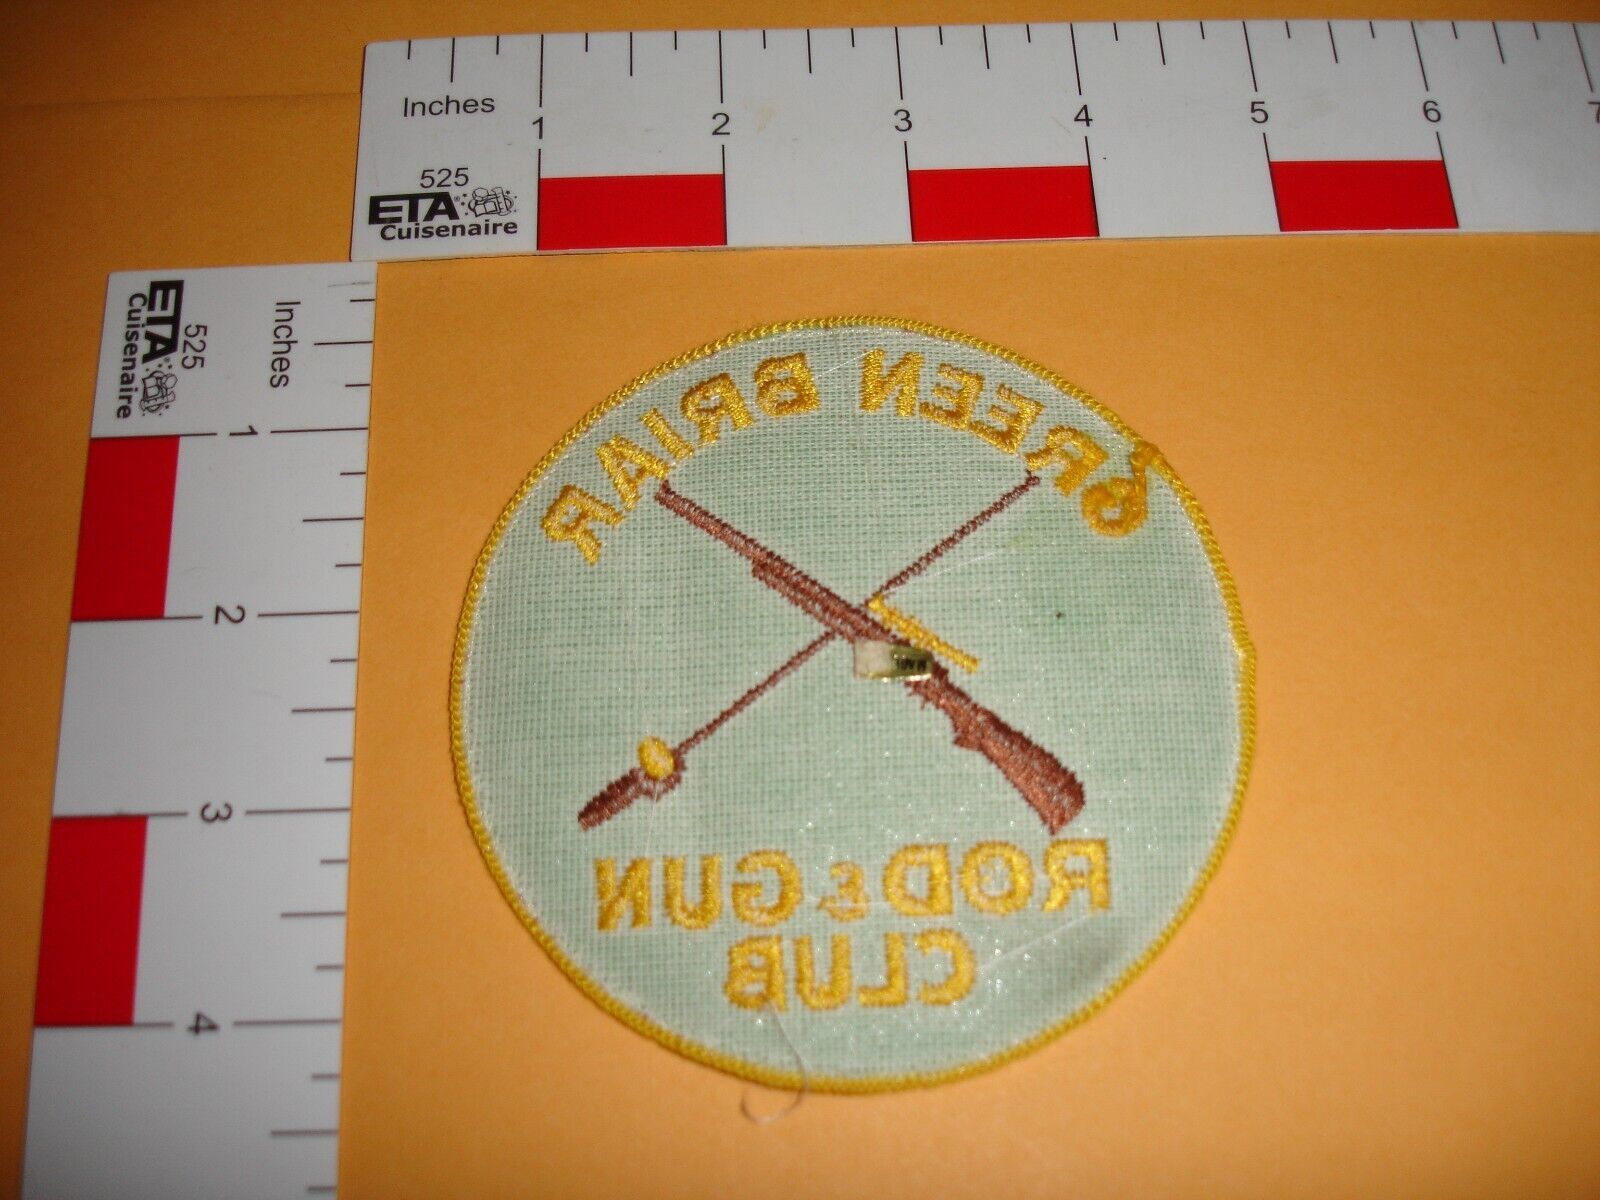 Inches
1 2 3 4 5 6 7
525
ETA
Cuisenaire
Inches
525
ETA
Cuisenaire
1
2
3
4
GREEN BRIAR
ROD & GUN
CLUB